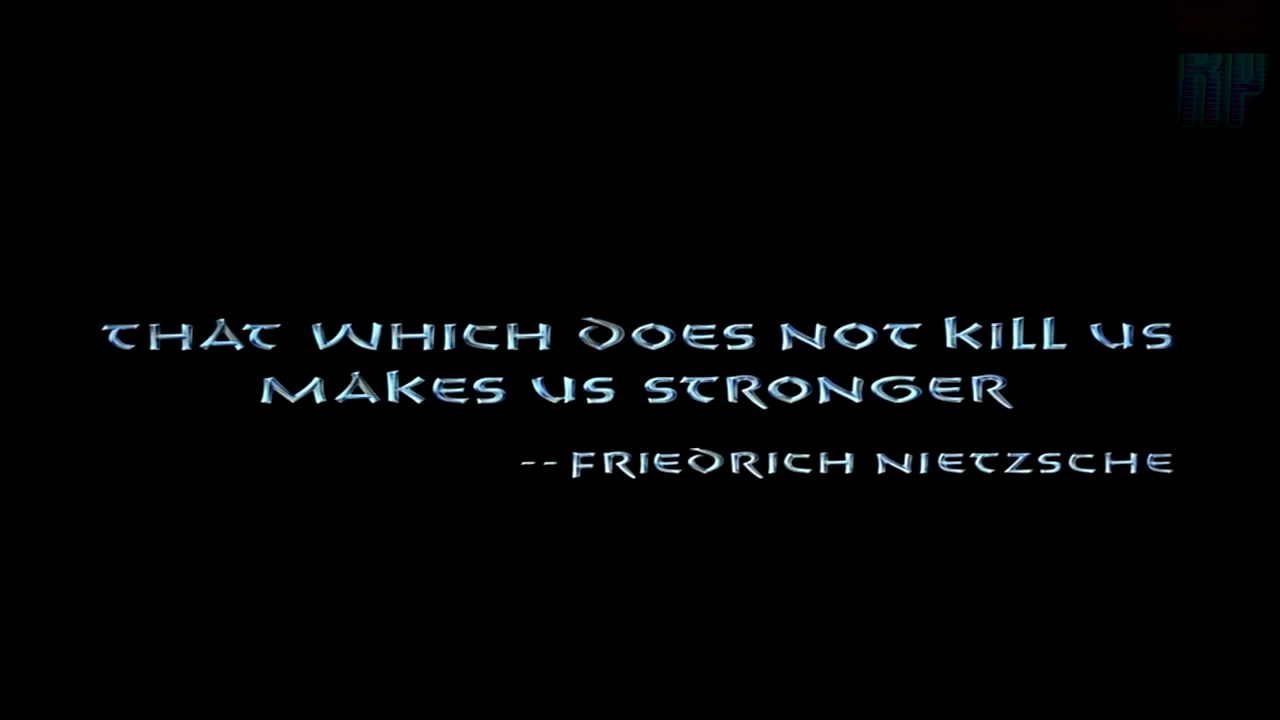 THAT WHICH DOES NOT KILL US
MAKES US STRONGER
-- FRIEDRICH NIETZSCHE